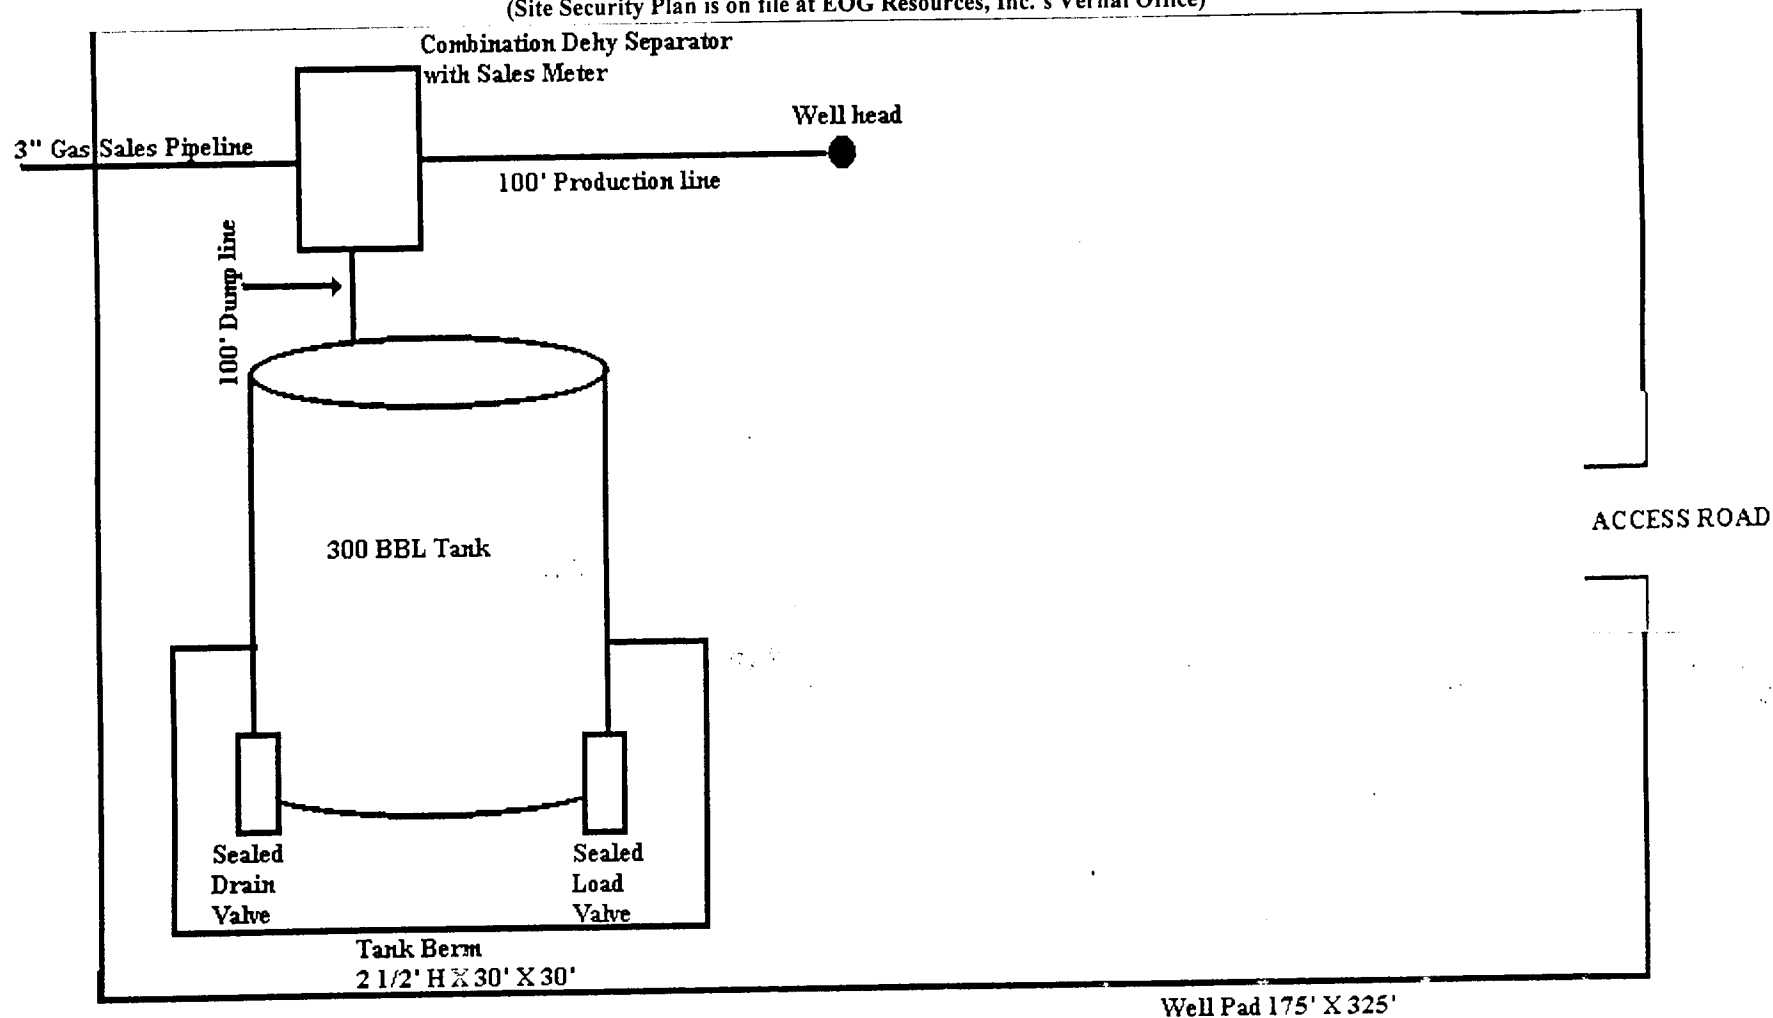 (Site Security Plan is on file at EOG Resources, Inc.'s Vernal Office)
Combination Dehy Separator
with Sales Meter
Well head
3" Gas Sales Pipeline
100' Production line
100' Dump line
ACCESS ROAD
300 BBL Tank
Sealed
Drain
Valve
Sealed
Load
Valve
Tank Berm
2 1/2' H X 30' X 30'
Well Pad 175' X 325'